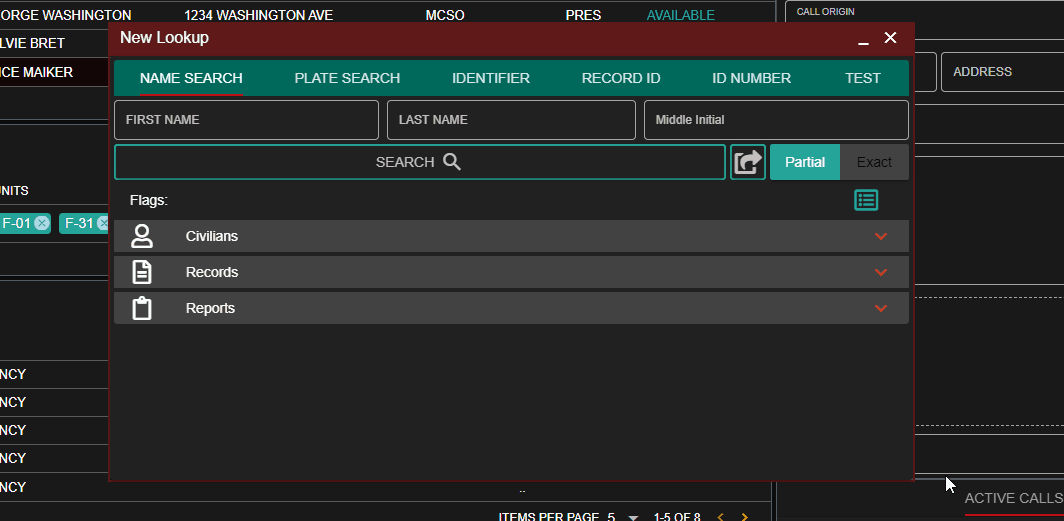 ORGE WASHINGTON 1234 WASHINGTON AVE MCSO PRES AVAILABLE
CALL ORIGIN
New Lookup
LVIE BRET
ICE MAIKER
ADDRESS
NAME SEARCH PLATE SEARCH IDENTIFIER RECORD ID ID NUMBER TEST
FIRST NAME LAST NAME Middle Initial
SEARCH Partial Exact
UNITS
Flags:
F-01 F-31
Civilians
Records
Reports
NCY
NCY
NCY
NCY
NCY ..
ACTIVE CALLS
ITEMS PER PAGE 5 1-5 OF 8